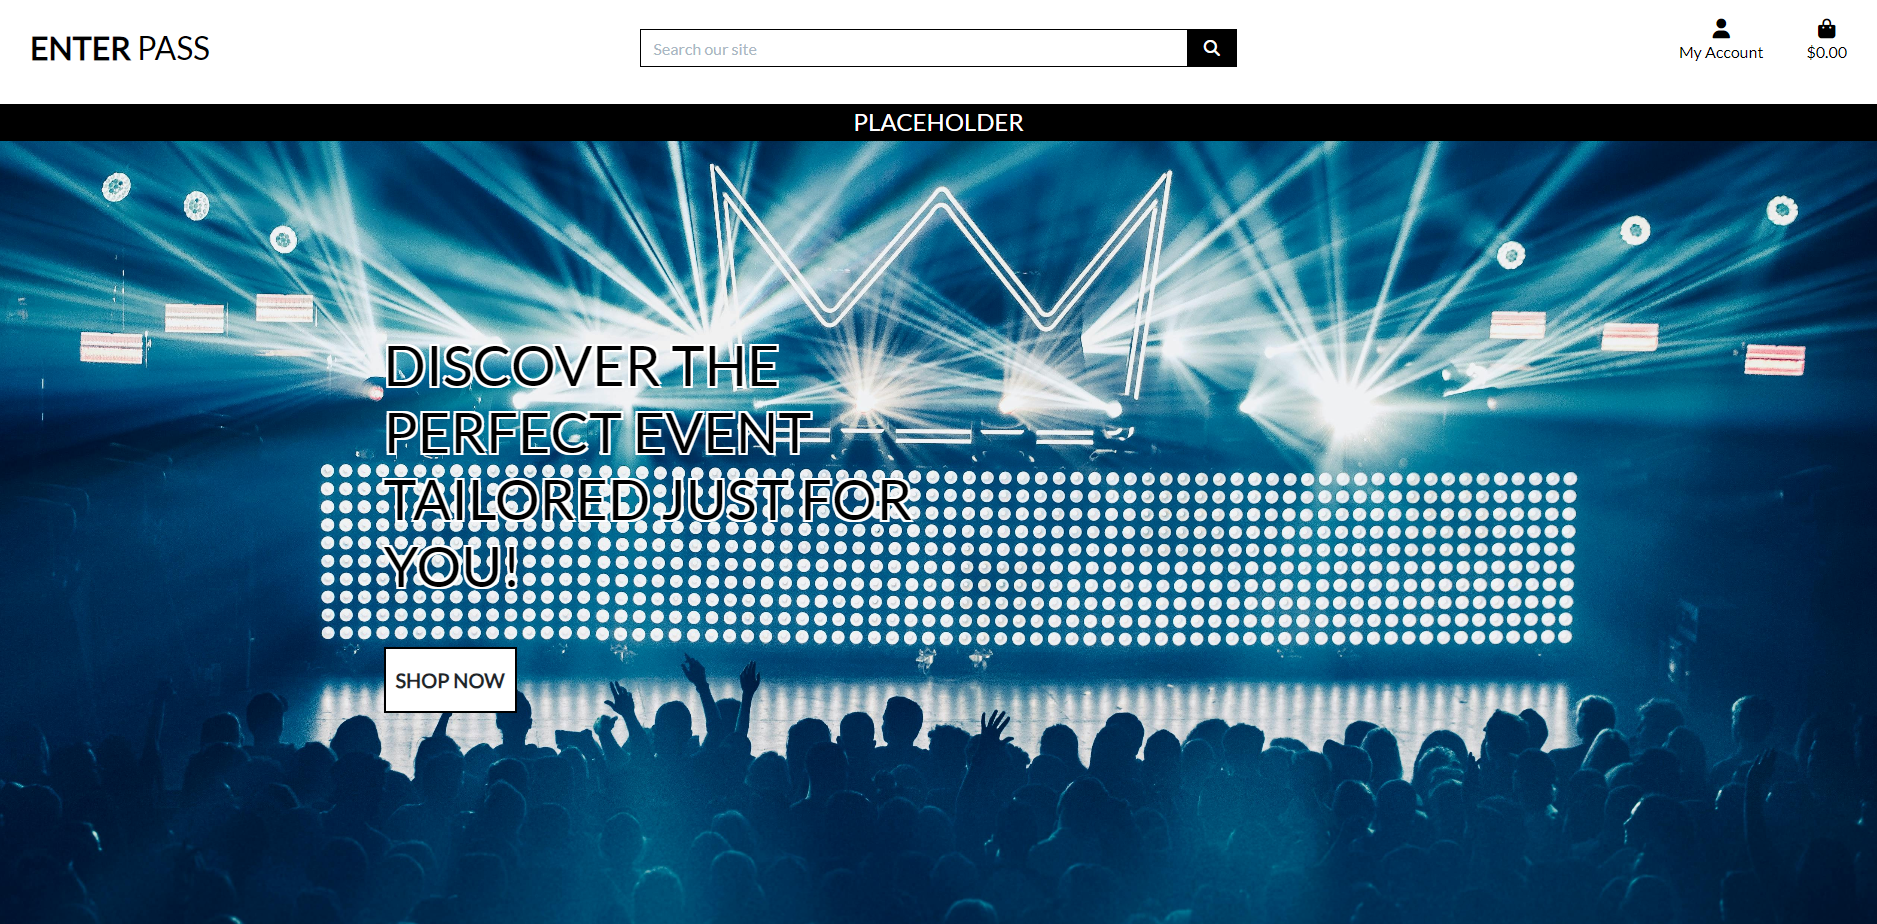 ENTER PASS
Search our site
My Account
$0.00
PLACEHOLDER
DISCOVER THE
PERFECT EVENT
TAILORED JUST FOR
YOU!
SHOP NOW